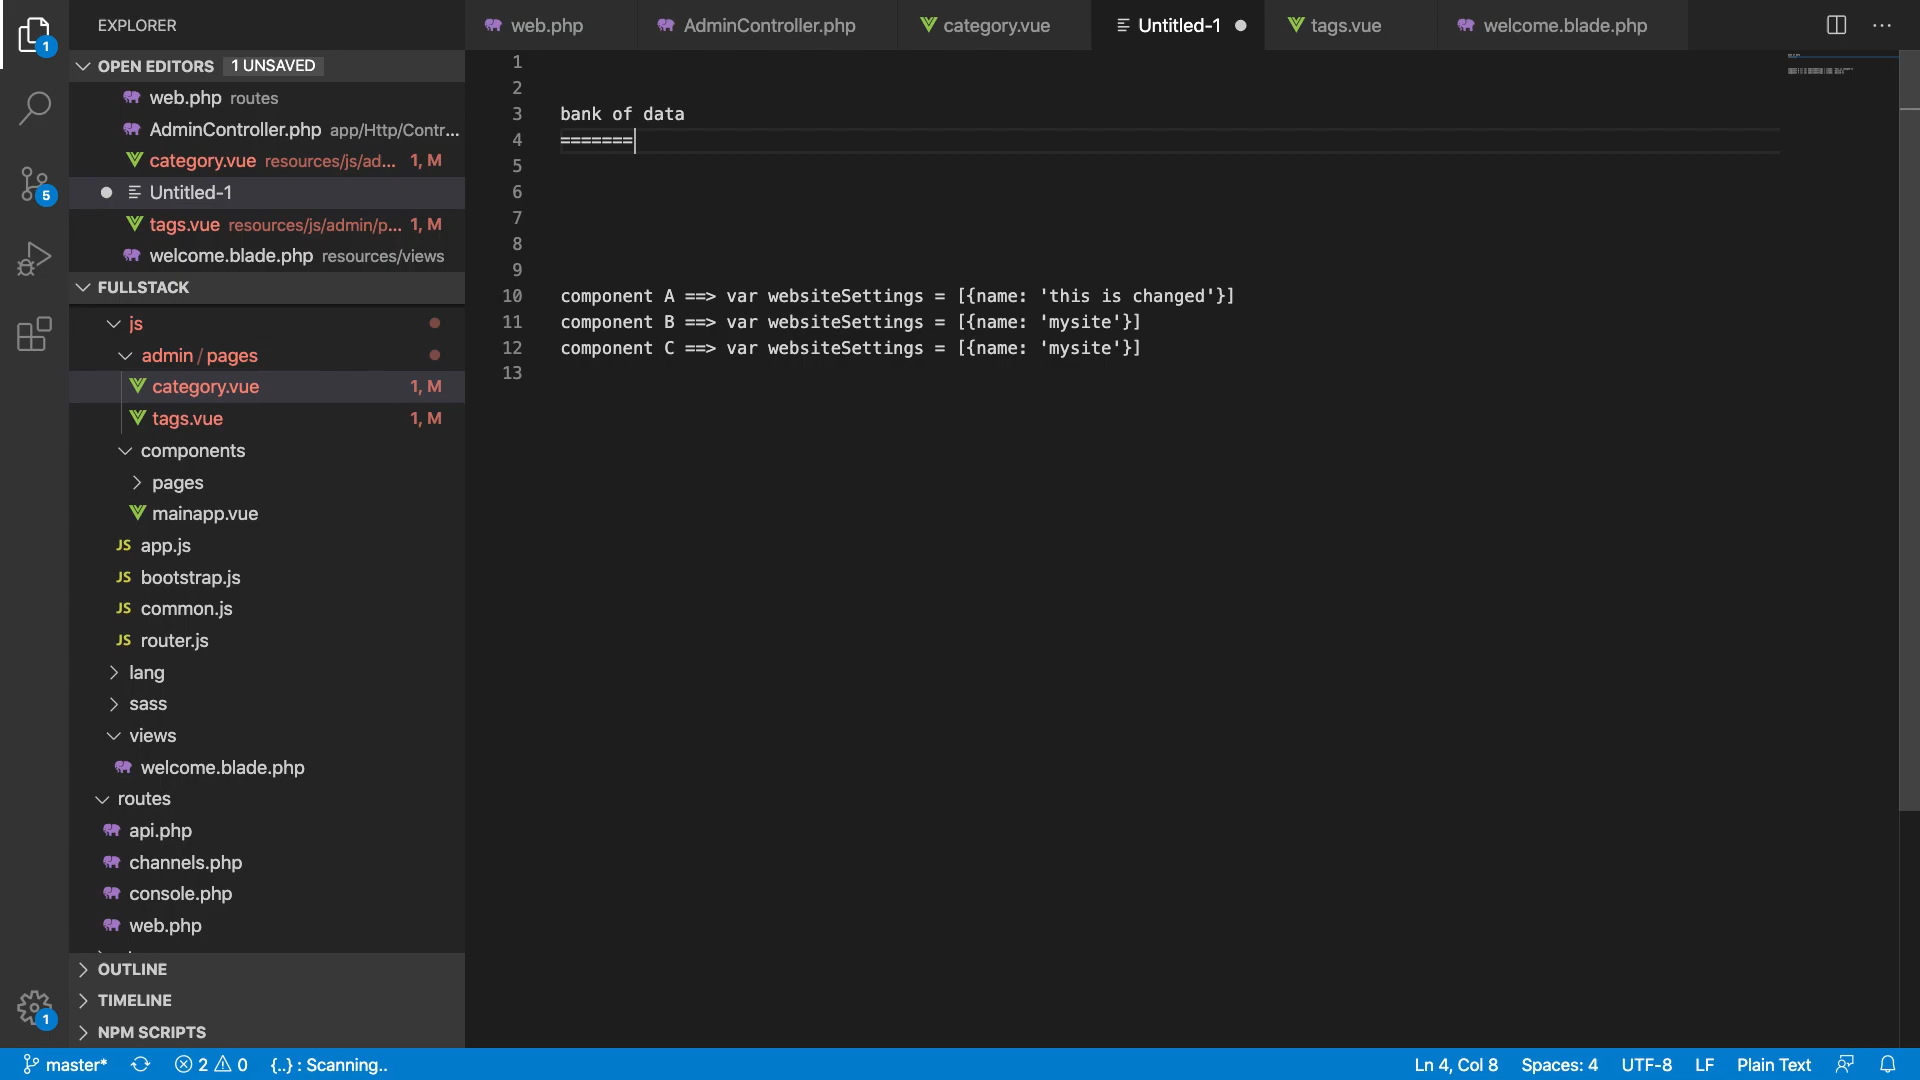 EXPLORER
OPEN EDITORS 1 UNSAVED
web.php routes
AdminController.php app/Http/Contr...
category.vue resources/js/ad... 1, M
Untitled-1
tags.vue resources/js/admin/p... 1, M
welcome.blade.php resources/views
FULLSTACK
js
admin / pages
category.vue 1, M
tags.vue 1, M
components
pages
mainapp.vue
JS app.js
JS bootstrap.js
JS common.js
JS router.js
lang
sass
views
welcome.blade.php
routes
api.php
channels.php
console.php
web.php
OUTLINE
TIMELINE
NPM SCRIPTS
1
5
1
web.php AdminController.php category.vue Untitled-1 tags.vue welcome.blade.php
1
2
3 bank of data
4 =======
5
6
7
8
9
10 component A ==> var websiteSettings = [{name: 'this is changed'}]
11 component B ==> var websiteSettings = [{name: 'mysite'}]
12 component C ==> var websiteSettings = [{name: 'mysite'}]
13
master* 2 0 {..} : Scanning.. Ln 4, Col 8 Spaces: 4 UTF-8 LF Plain Text